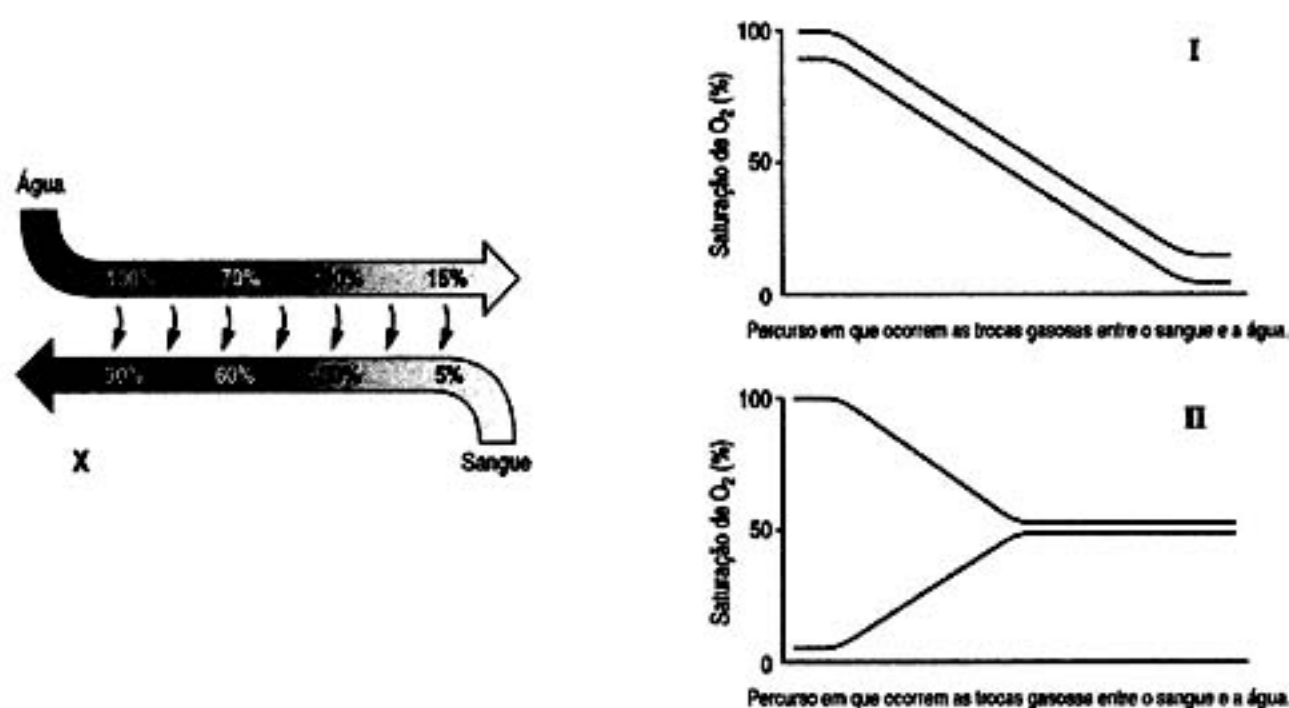 Água
100% 70% 15%
90% 60% 5%
X
Sangue
I
Saturação de O₂ (%)
100
50
0
Percurso em que ocorrem as trocas gasosas entre o sangue e a água.
II
Saturação de O₂ (%)
100
50
0
Percurso em que ocorrem as trocas gasosas entre o sangue e a água.